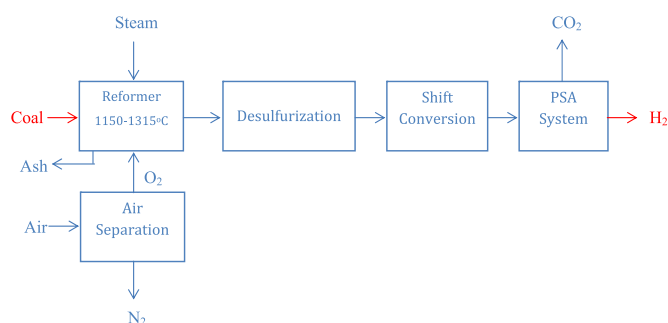 Steam
CO₂
Reformer
1150-1315ᵒC
Coal
Desulfurization
Shift
Conversion
PSA
System
H₂
Ash
O₂
Air
Air
Separation
N₂